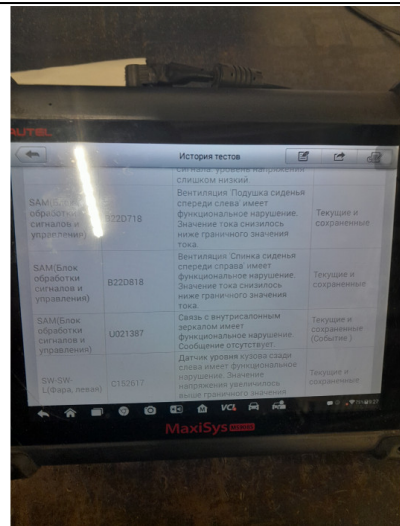 AUTEL
История тестов
сигнала, уровень напряжения
слишком низкий
SAM(Блок
обработки
сигналов и
управления)
B22D718
Вентиляция 'Подушка сиденья
спереди слева' имеет
функциональное нарушение.
Значение тока снизилось
ниже граничного значения
тока.
Текущие и
сохраненные
SAM(Блок
обработки
сигналов и
управления)
B22D818
Вентиляция 'Спинка сиденья
спереди справа' имеет
функциональное нарушение.
Значение тока снизилось
ниже граничного значения
тока.
Текущие и
сохраненные
SAM(Блок
обработки
сигналов и
управления)
U021387
Связь с внутрисалонным
зеркалом имеет
функциональное нарушение.
Сообщение отсутствует.
Текущие и
сохраненные
(Событие )
SW-SW-
L(Фара, левая)
C152617
Датчик уровня кузова сзади
слева имеет функциональное
нарушение. Значение
напряжения увеличилось
выше граничного значения
Текущие и
сохраненные
VCI
MaxiSys